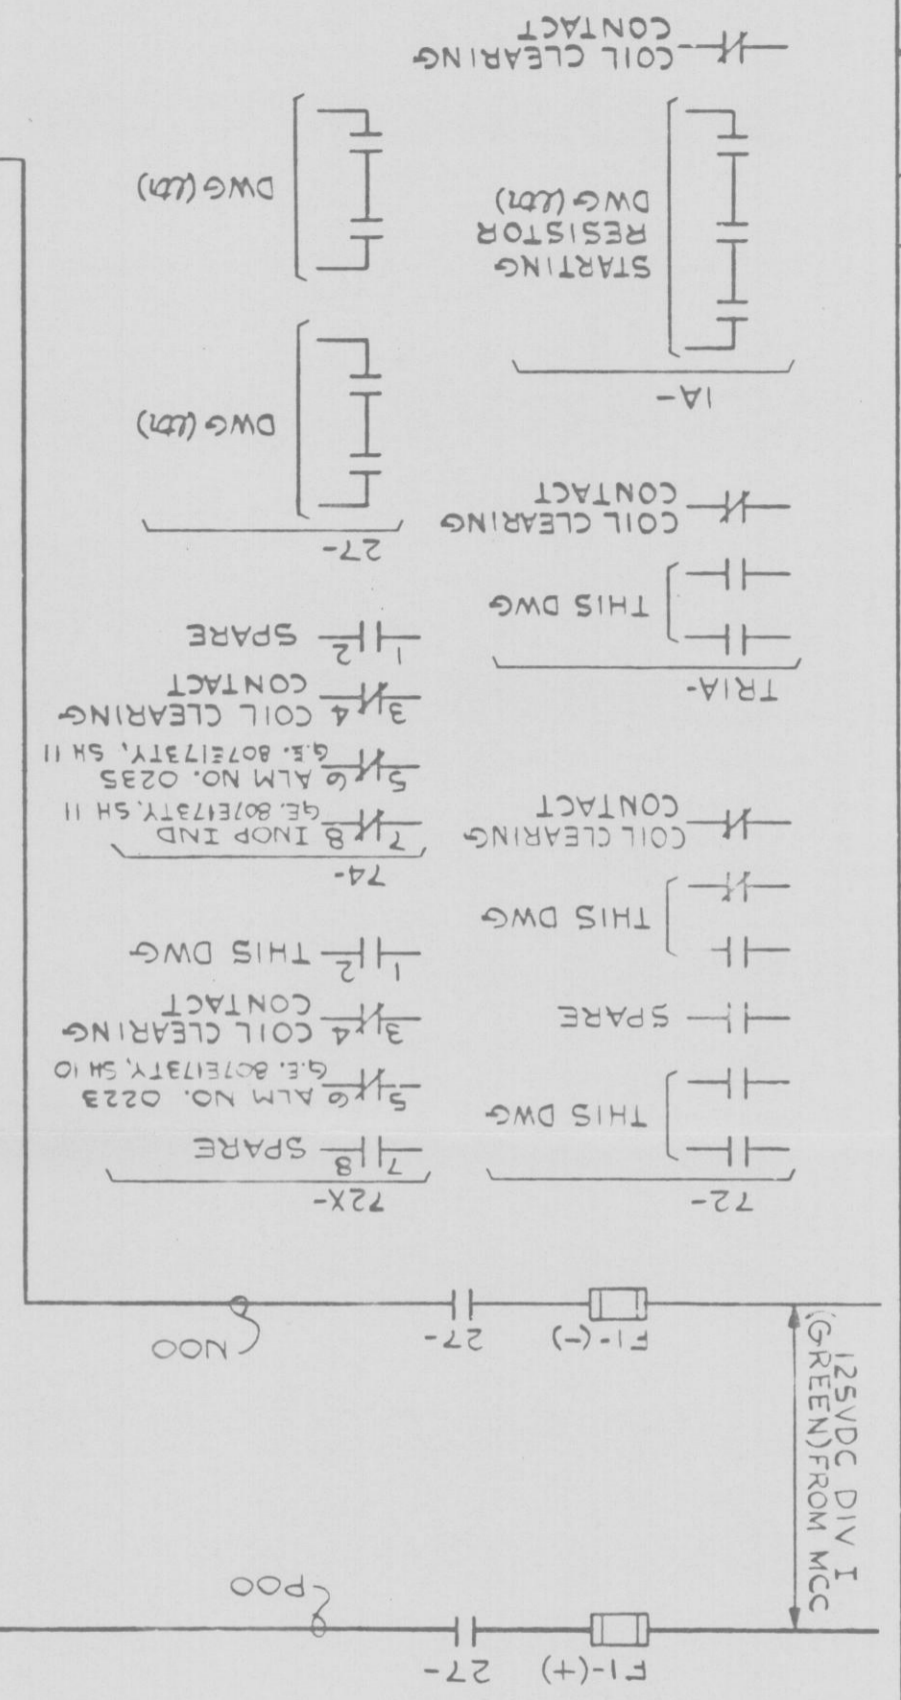 F1-(+)
27-
P00
125VDC DIV I
(GREEN) FROM MCC
F1-(-)
27-
N00
72-
THIS DWG
SPARE
THIS DWG
COIL CLEARING
CONTACT
TR1A-
THIS DWG
COIL CLEARING
CONTACT
1A-
STARTING
RESISTOR
DWG
COIL CLEARING
CONTACT
72X-
7 8 SPARE
5 6 ALM NO. 0223
G.E. 807E173TY, SH 10
3 4 COIL CLEARING
CONTACT
1 2 THIS DWG
74-
7 8 INOP IND
G.E. 807E173TY, SH 11
5 6 ALM NO. 0235
G.E. 807E173TY, SH 11
3 4 COIL CLEARING
CONTACT
1 2 SPARE
27-
DWG
DWG